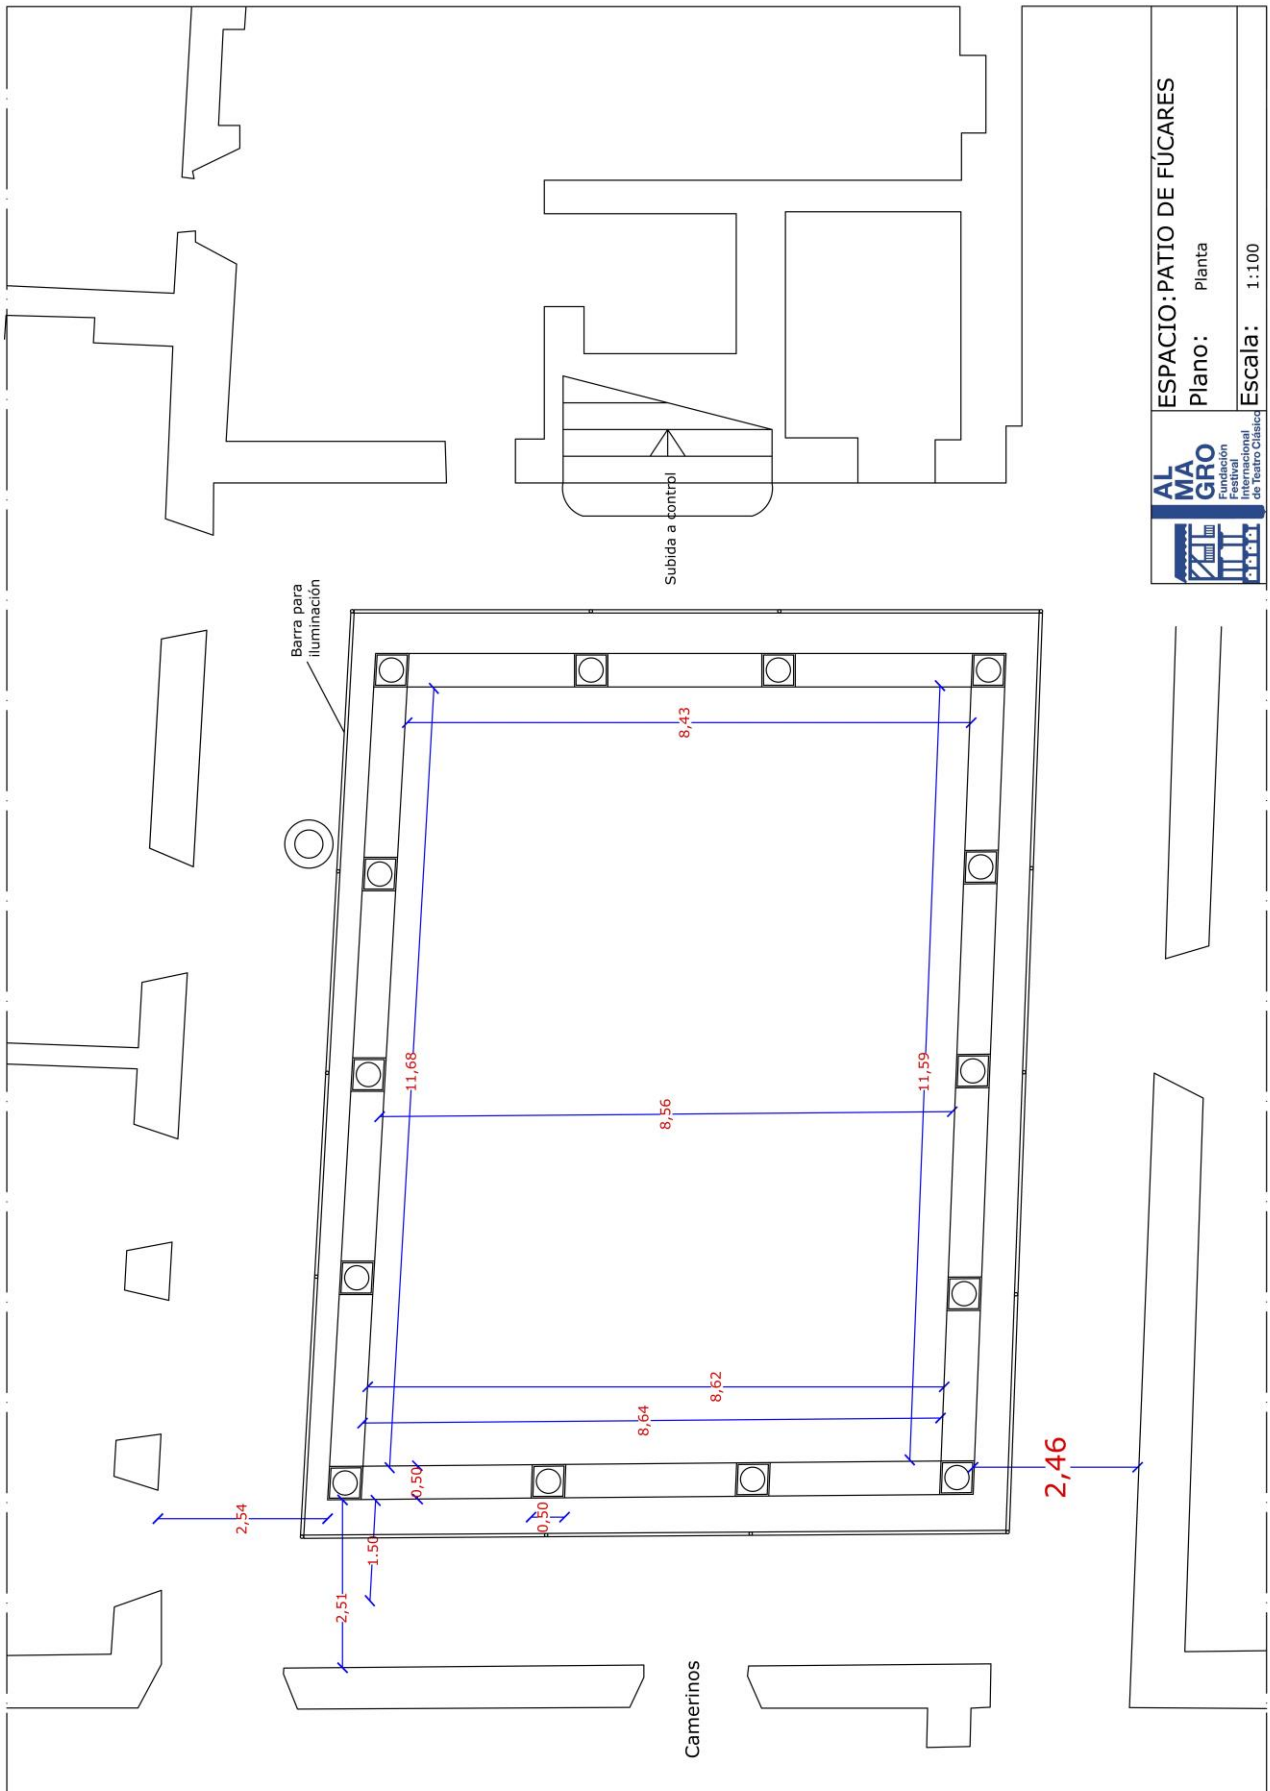 Barra para
iluminación
Subida a control
8,43
11,68
11,59
8,56
8,62
8,64
2,46
0,50
0,50
2,54
1.50
2,51
Camerinos
ESPACIO:PATIO DE FÚCARES
Plano: Planta
Escala: 1:100
AL
MA
GRO
Fundación
Festival
Internacional
de Teatro Clásico